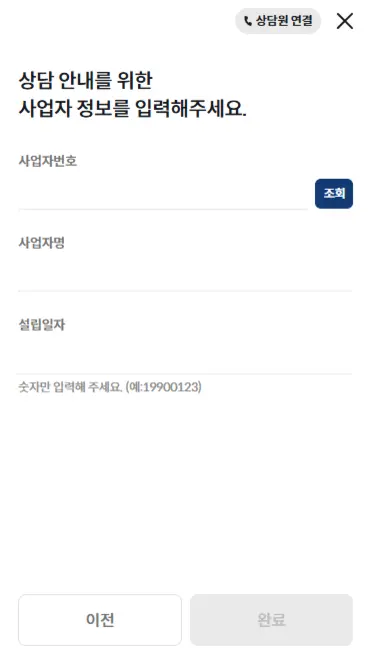 상담원 연결
상담 안내를 위한
사업자 정보를 입력해주세요.
사업자번호
조회
사업자명
설립일자
숫자만 입력해 주세요. (예:19900123)
이전
완료